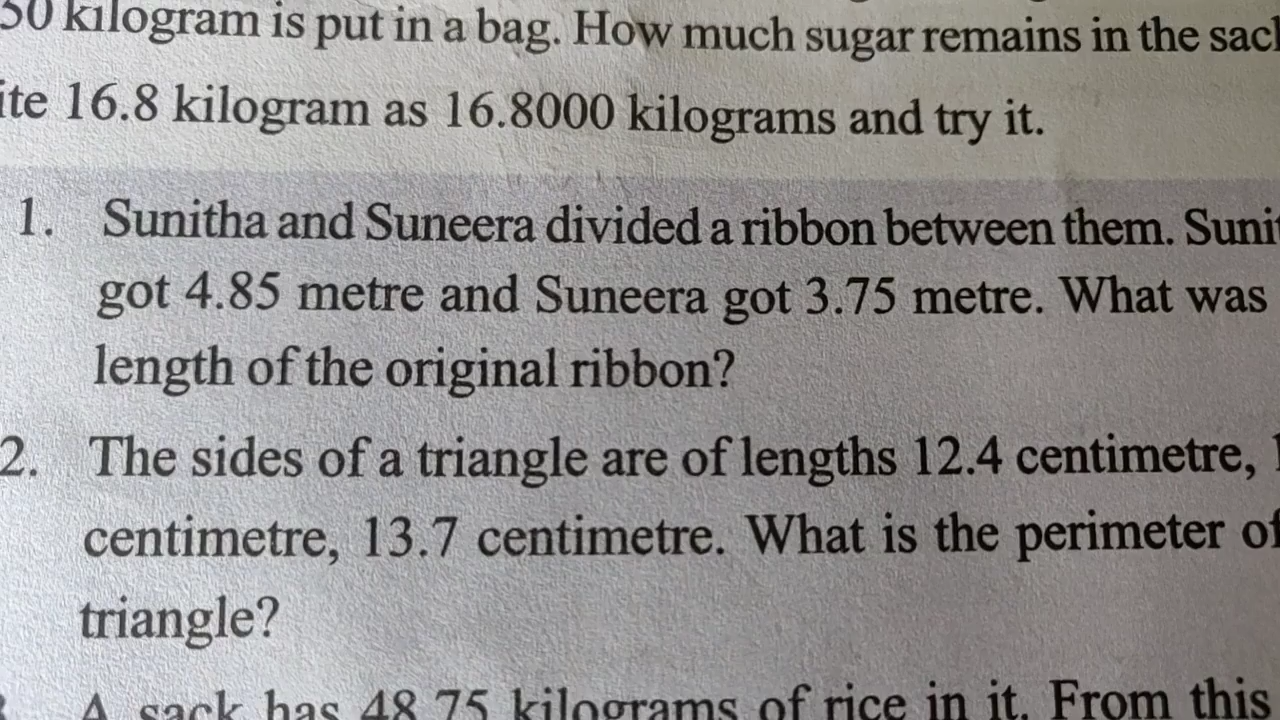 50 kilogram is put in a bag. How much sugar remains in the
16.8 kilogram as 16.8000 kilograms and try it.
1. Sunitha and Suneera divided a ribbon between them.
got 4.85 metre and Suneera got 3.75 metre. What was
length of the original ribbon?
2. The sides of a triangle are of lengths 12.4 centimetre,
centimetre, 13.7 centimetre. What is the perimeter of
triangle?
A sack has 48.75 kilograms of rice in it. From this